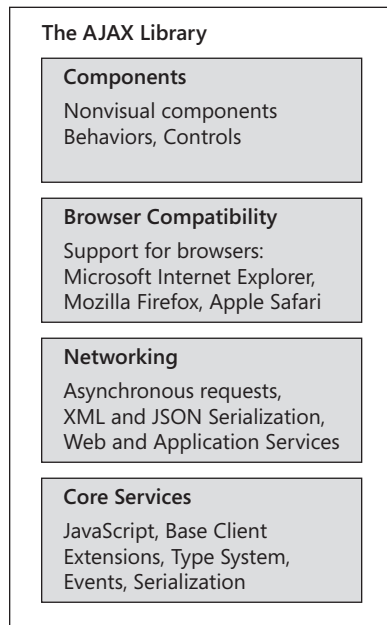 The AJAX Library
Components
Nonvisual components
Behaviors, Controls
Browser Compatibility
Support for browsers:
Microsoft Internet Explorer,
Mozilla Firefox, Apple Safari
Networking
Asynchronous requests,
XML and JSON Serialization,
Web and Application Services
Core Services
JavaScript, Base Client
Extensions, Type System,
Events, Serialization